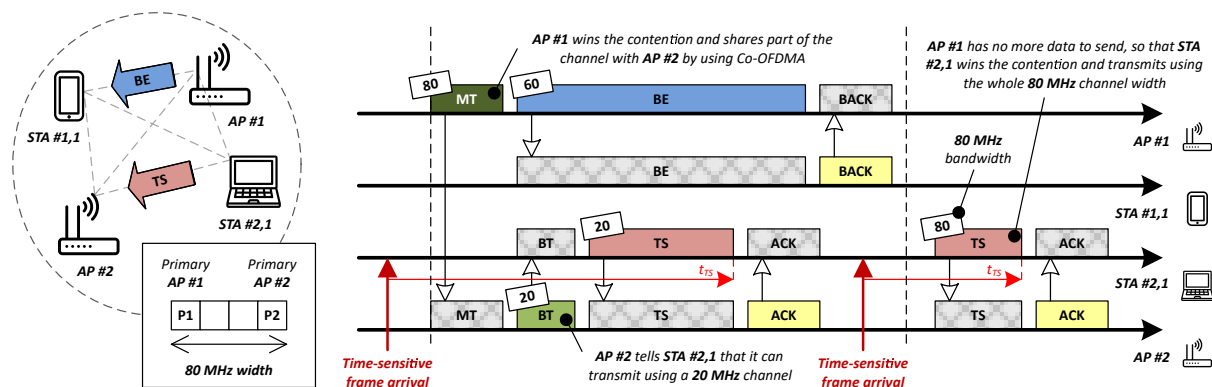 BE
AP #1
STA #1,1
TS
STA #2,1
AP #2
Primary
AP #1
Primary
AP #2
P1
P2
80 MHz width
AP #1 wins the contention and shares part of the
channel with AP #2 by using Co-OFDMA
AP #1 has no more data to send, so that STA
#2,1 wins the contention and transmits using
the whole 80 MHz channel width
80
MT
60
BE
BACK
AP #1
80 MHz
bandwidth
BE
BACK
STA #1,1
20
80
BT
TS
ACK
TS
ACK
tTS
tTS
STA #2,1
20
MT
BT
TS
ACK
TS
ACK
AP #2
Time-sensitive
frame arrival
AP #2 tells STA #2,1 that it can
transmit using a 20 MHz channel
Time-sensitive
frame arrival